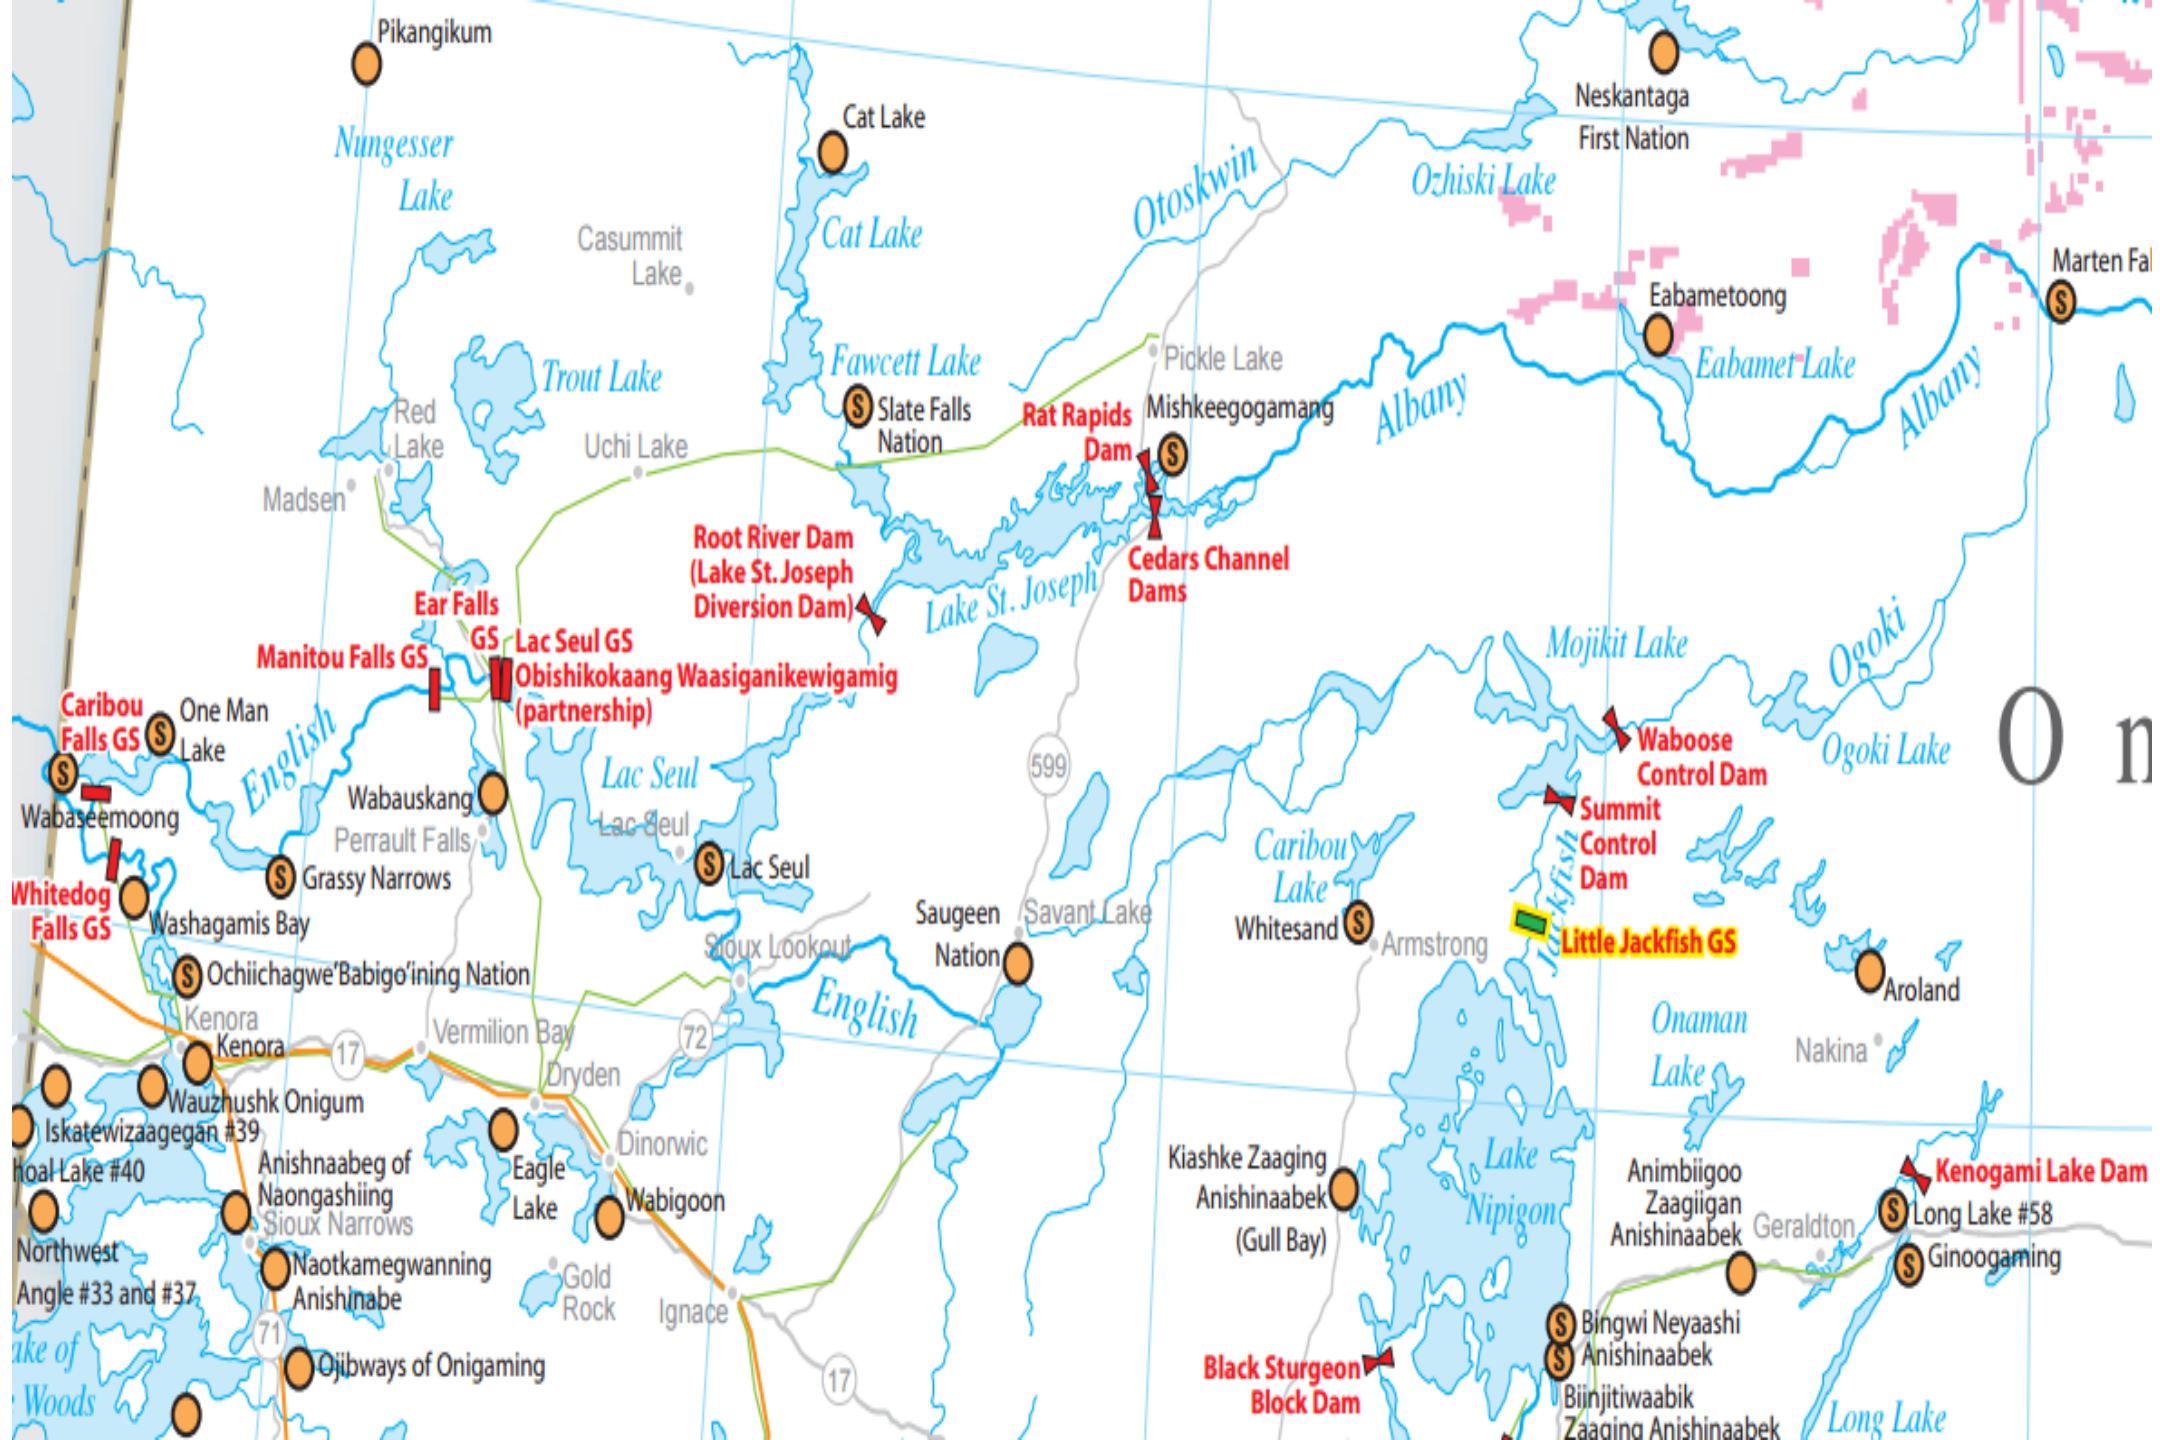 Pikangikum
Nungesser
Lake
Cat Lake
Cat Lake
Casummit
Lake
Otoskwin
Ozhiski Lake
Neskantaga
First Nation
Marten Fal
Eabametoong
Eabamet Lake
Albany
Albany
Trout Lake
Fawcett Lake
Slate Falls
Nation
Pickle Lake
Mishkeegogamang
Rat Rapids
Dam
Red
Lake
Madsen
Uchi Lake
Root River Dam
(Lake St. Joseph
Diversion Dam)
Lake St. Joseph
Cedars Channel
Dams
Ear Falls
GS
Lac Seul GS
Obishikokaang Waasiganikewigamig
(partnership)
Manitou Falls GS
Caribou
Falls GS
One Man
Lake
English
S
Wabaseemoong
Wabauskang
Perrault Falls
Lac Seul
Lac Seul
S
Lac Seul
599
Mojikit Lake
Ogoki
Ogoki Lake
Waboose
Control Dam
Summit
Control
Dam
O n
Whitedog
Falls GS
Grassy Narrows
Washagamis Bay
S
Ochiichagwe'Babigo'ining Nation
Sioux Lookout
English
Saugeen
Nation
Savant Lake
Caribou
Lake
Whitesand
S
Armstrong
Jackfish
Little Jackfish GS
Aroland
Onaman
Lake
Nakina
Kenora
Kenora
17
Vermilion Bay
72
Dryden
Wauzhushk Onigum
Iskatewizaagegan #39
hoal Lake #40
Anishnaabeg of
Naongashiing
Sioux Narrows
Eagle
Lake
Dinorwic
Wabigoon
Northwest
Angle #33 and #37
Naotkamegwanning
Anishinabe
Gold
Rock
Ignace
71
Ojibways of Onigaming
ake of
Woods
17
Kiashke Zaaging
Anishinaabek
(Gull Bay)
Lake
Nipigon
Animbiigoo
Zaagiigan
Anishinaabek
Geraldton
Kenogami Lake Dam
S
Long Lake #58
S
Ginoogaming
Black Sturgeon
Block Dam
S
Bingwi Neyaashi
S
Anishinaabek
Biinjitiwaabik
Zaaging Anishinaabek
Long Lake